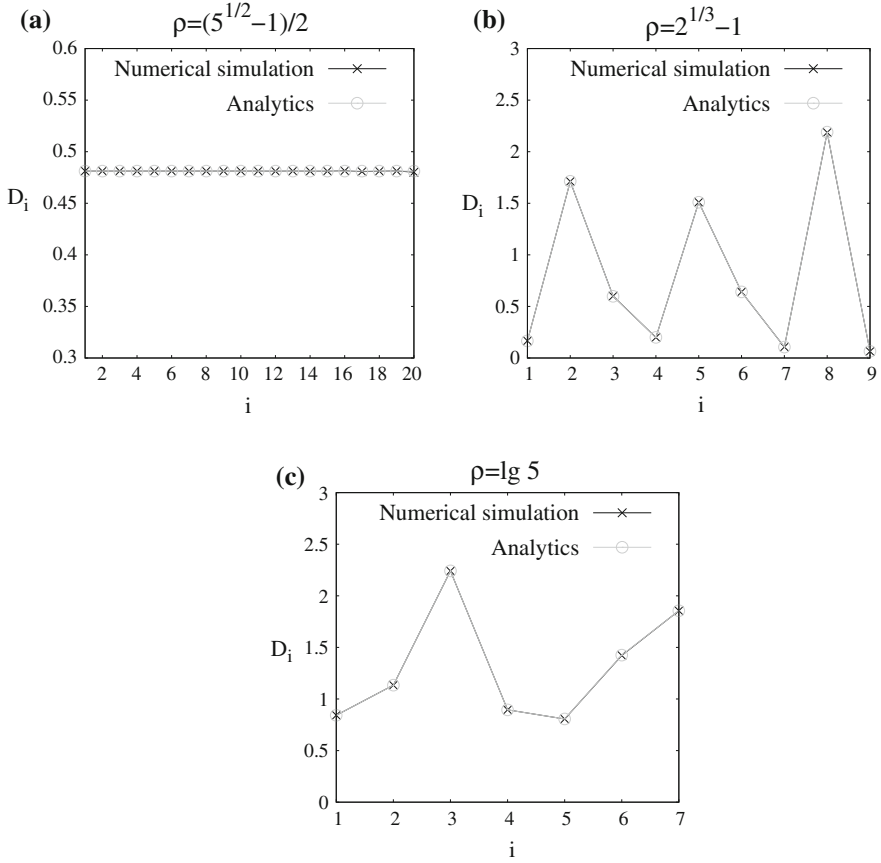 (a) ρ=(5^{1/2}−1)/2
0.6
0.55
0.5
0.45
0.4
0.35
0.3
D_i
Numerical simulation
Analytics
2 4 6 8 10 12 14 16 18 20
i
(b) ρ=2^{1/3}−1
3
2.5
2
1.5
1
0.5
0
D_i
Numerical simulation
Analytics
1 2 3 4 5 6 7 8 9
i
(c) ρ=lg 5
3
2.5
2
1.5
1
0.5
0
D_i
Numerical simulation
Analytics
1 2 3 4 5 6 7
i